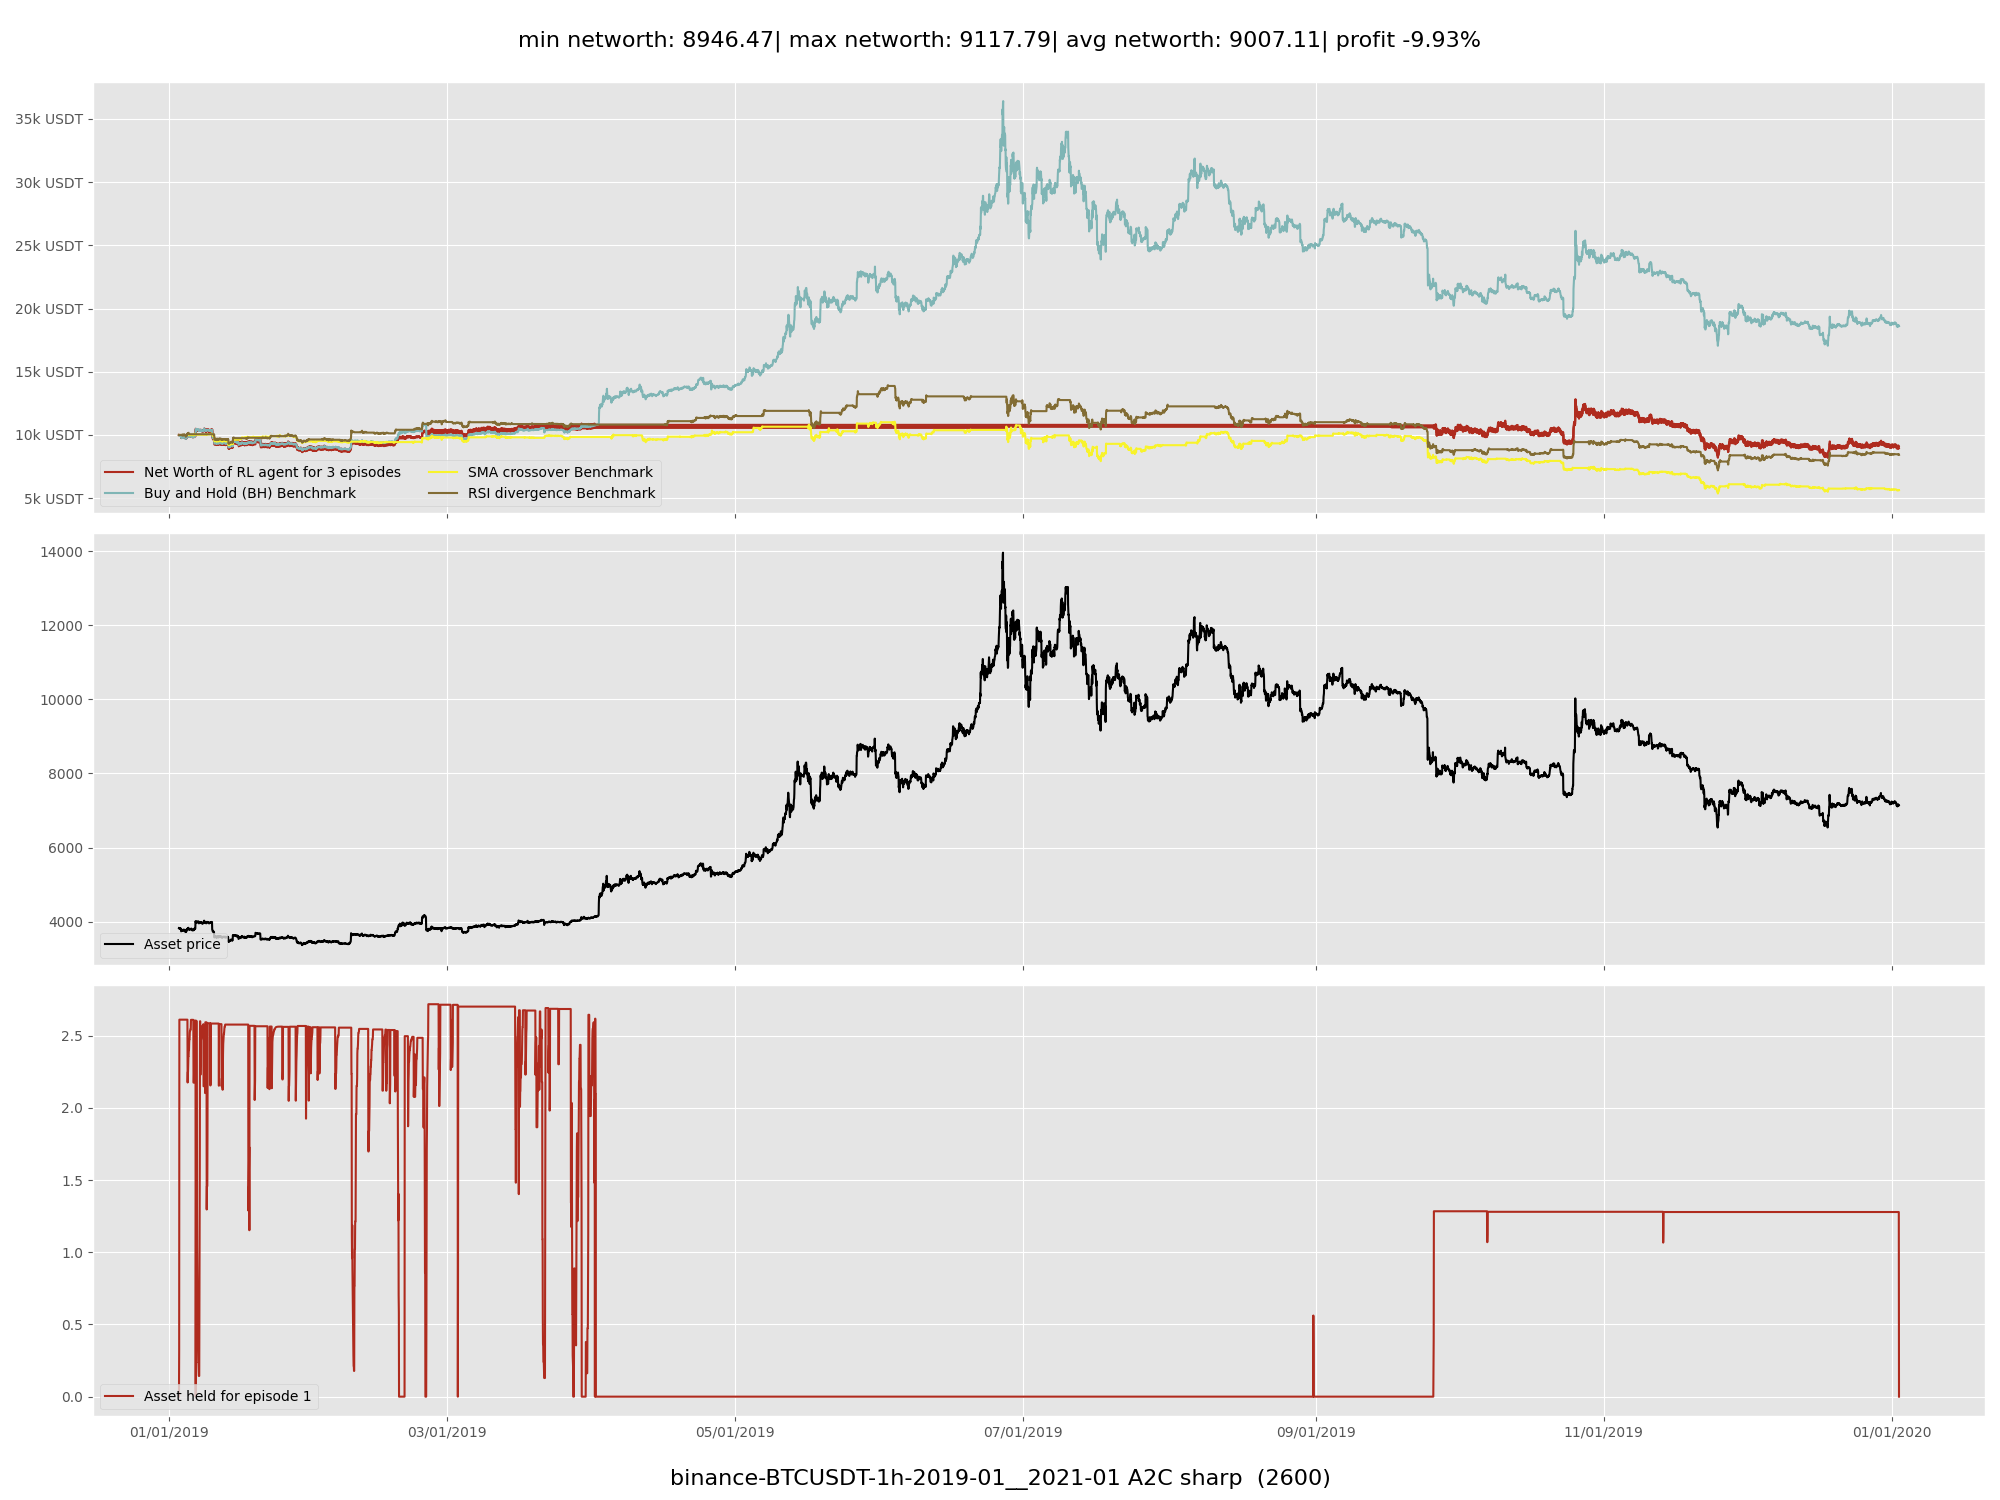 min networth: 8946.47| max networth: 9117.79| avg networth: 9007.11| profit -9.93%
35k USDT
30k USDT
25k USDT
20k USDT
15k USDT
10k USDT
5k USDT
Net Worth of RL agent for 3 episodes
Buy and Hold (BH) Benchmark
SMA crossover Benchmark
RSI divergence Benchmark
14000
12000
10000
8000
6000
4000
Asset price
2.5
2.0
1.5
1.0
0.5
0.0
Asset held for episode 1
01/01/2019 03/01/2019 05/01/2019 07/01/2019 09/01/2019 11/01/2019 01/01/2020
binance-BTCUSDT-1h-2019-01__2021-01 A2C sharp (2600)